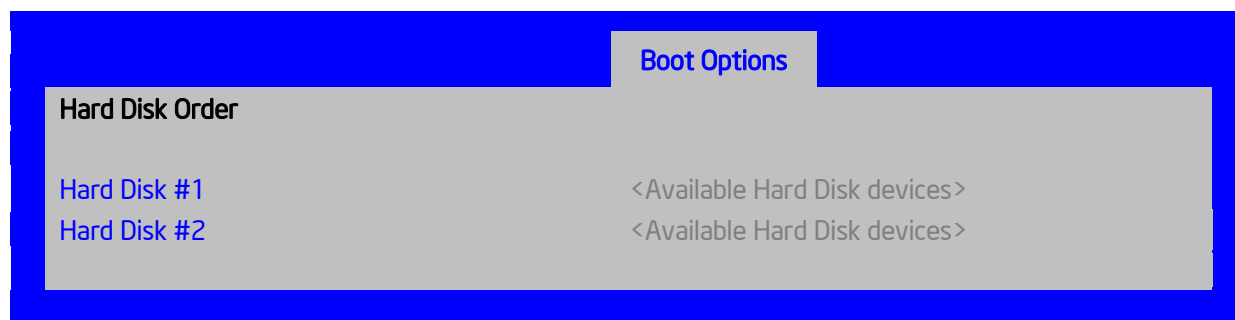 Boot Options
Hard Disk Order
Hard Disk #1 <Available Hard Disk devices>
Hard Disk #2 <Available Hard Disk devices>